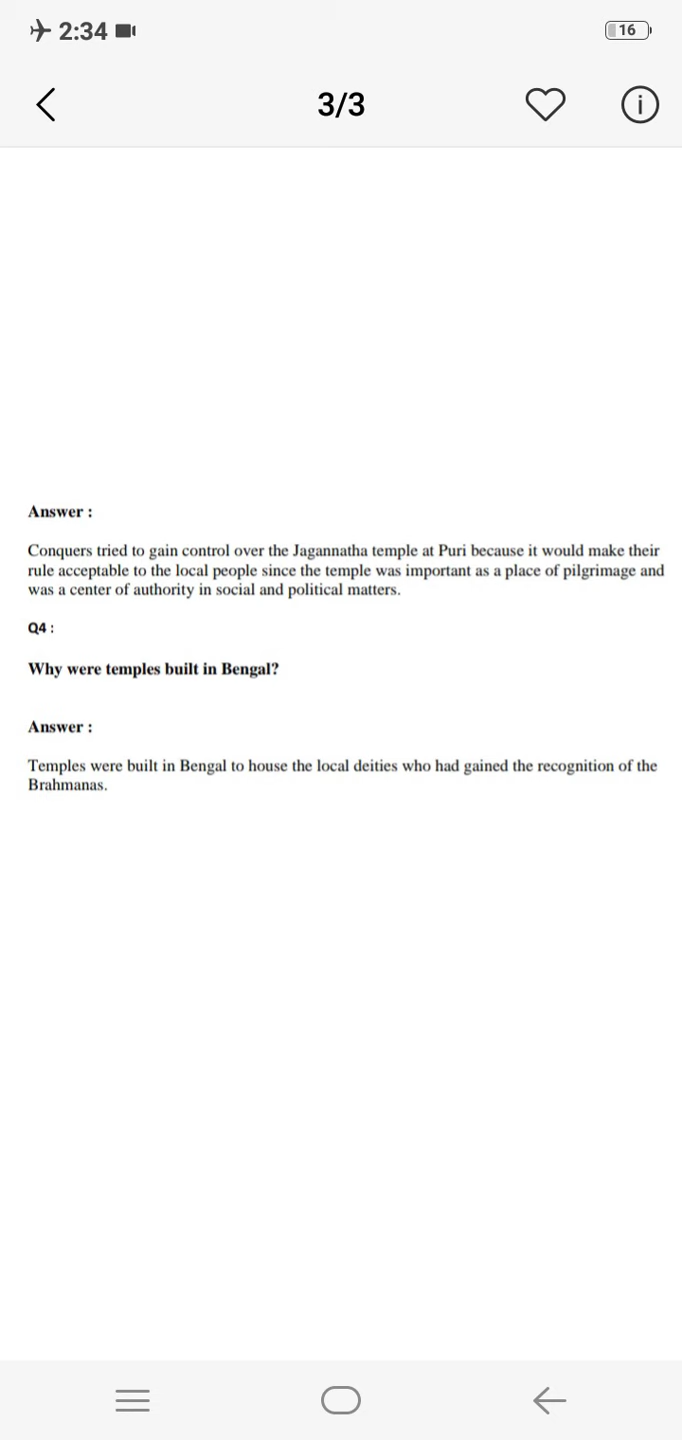 2:34
16
3/3
Answer :
Conquers tried to gain control over the Jagannatha temple at Puri because it would make their
rule acceptable to the local people since the temple was important as a place of pilgrimage and
was a center of authority in social and political matters.
Q4 :
Why were temples built in Bengal?
Answer :
Temples were built in Bengal to house the local deities who had gained the recognition of the
Brahmanas.